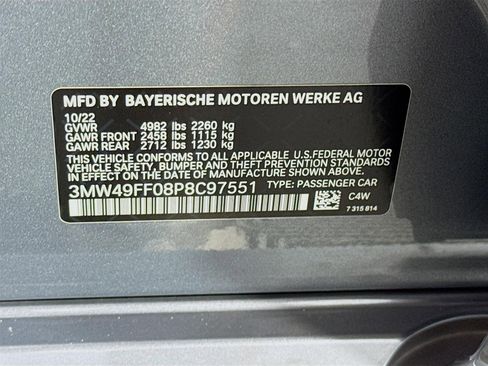 MFD BY BAYERISCHE MOTOREN WERKE AG
10/22
GVWR 4982 lbs 2260 kg
GAWR FRONT 2458 lbs 1115 kg
GAWR REAR 2712 lbs 1230 kg
THIS VEHICLE CONFORMS TO ALL APPLICABLE U.S.FEDERAL MOTOR
VEHICLE SAFETY, BUMPER, AND THEFT PREVENTION STANDARDS
IN EFFECT ON THE DATE OF MANUFACTURE SHOWN ABOVE.
3MW49FF08P8C97551 TYPE: PASSENGER CAR
C4W
7 315 814